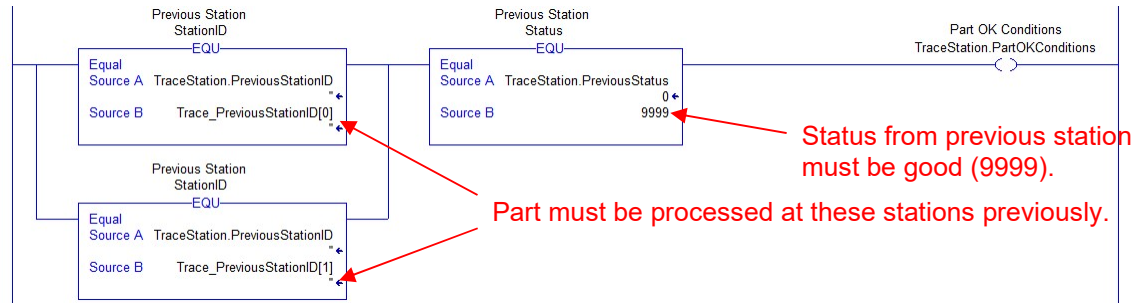 Previous Station
StationID
EQU
Equal
Source A TraceStation.PreviousStationID
''
Source B Trace_PreviousStationID[0]
''
Previous Station
Status
EQU
Equal
Source A TraceStation.PreviousStatus
0
Source B 9999
Part OK Conditions
TraceStation.PartOKConditions
Status from previous station
must be good (9999).
Previous Station
StationID
EQU
Equal
Source A TraceStation.PreviousStationID
''
Source B Trace_PreviousStationID[1]
''
Part must be processed at these stations previously.